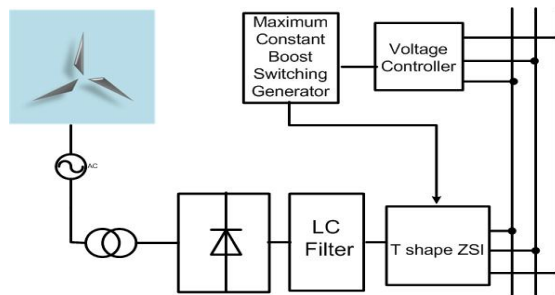 Maximum
Constant
Boost
Switching
Generator
Voltage
Controller
AC
LC
Filter
T shape ZSI